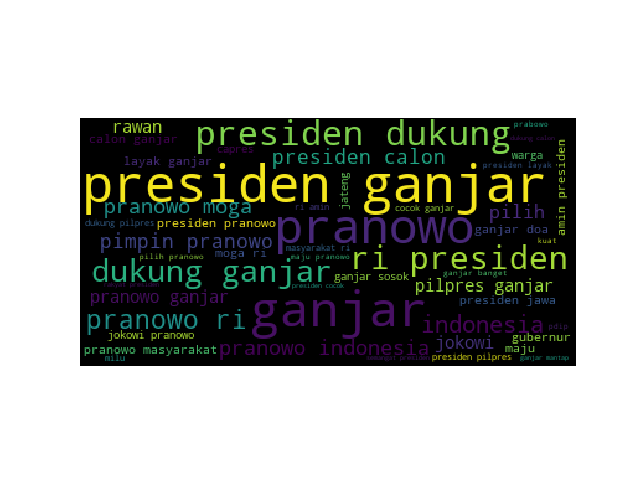 rawan
presiden dukung
prabowo
calon ganjar
capres
layak ganjar
presiden calon
warga
presiden layak
presiden ganjar
jateng
amin presiden
pranowo moga
ri amin
cocok ganjar
pilih
dukung pilpres
presiden pranowo
pranowo
ganjar doa
pimpin pranowo
masyarakat ri
kuat
moga ri
pilih pranowo
maju pranowo
ri presiden
dukung ganjar
ganjar sosok
ganjar banget
presiden cocok
pilpres ganjar
pranowo ganjar
ganjar
presiden jawa
pranowo ri
indonesia
pdip
jokowi pranowo
jokowi
gubernur
pranowo masyarakat
pranowo indonesia
maju
milu
presiden pilpres
ganjar mantap